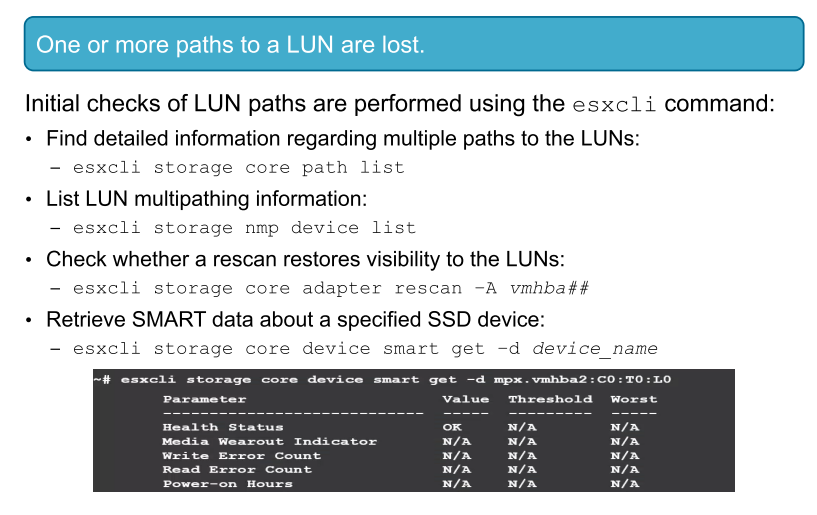 One or more paths to a LUN are lost.
Initial checks of LUN paths are performed using the esxcli command:
• Find detailed information regarding multiple paths to the LUNs:
– esxcli storage core path list
• List LUN multipathing information:
– esxcli storage nmp device list
• Check whether a rescan restores visibility to the LUNs:
– esxcli storage core adapter rescan –A vmhba##
• Retrieve SMART data about a specified SSD device:
– esxcli storage core device smart get –d device_name
~# esxcli storage core device smart get -d mpx.vmhba2:C0:T0:L0
Parameter Value Threshold Worst
---------------------------- ----- --------- -----
Health Status OK N/A N/A
Media Wearout Indicator N/A N/A N/A
Write Error Count N/A N/A N/A
Read Error Count N/A N/A N/A
Power-on Hours N/A N/A N/A